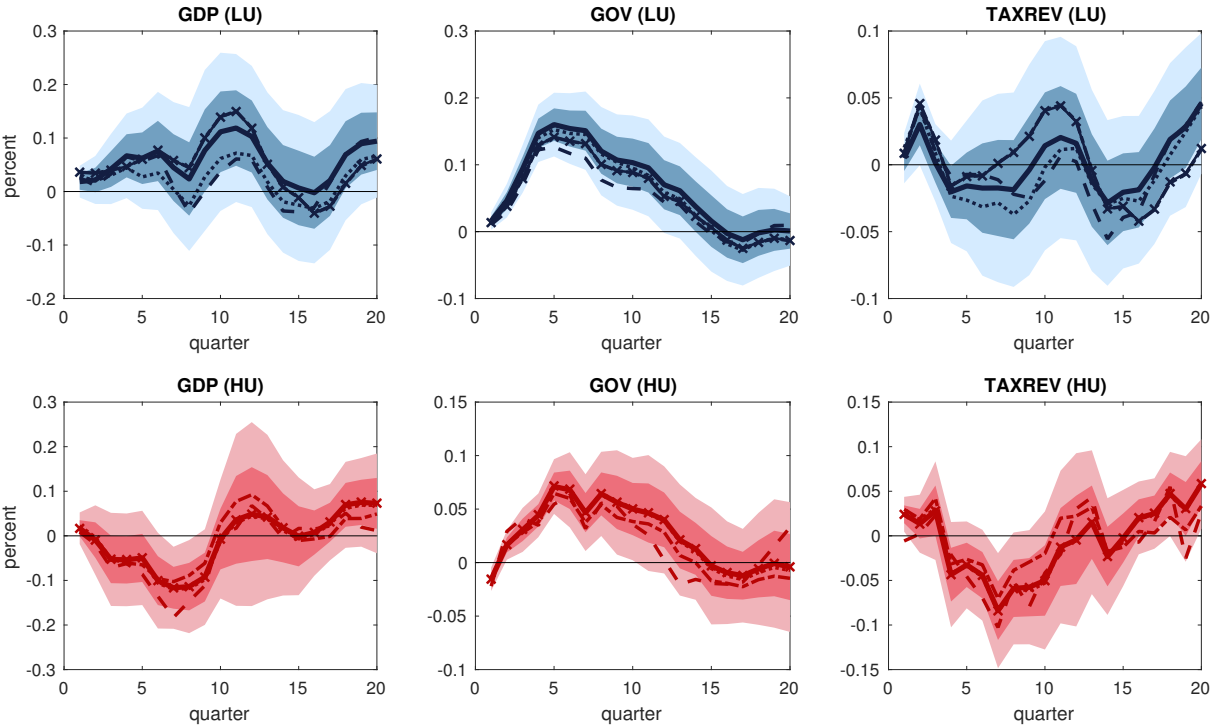 GDP (LU)
GOV (LU)
TAXREV (LU)
percent
0.3
0.2
0.1
0
-0.1
-0.2
0 5 10 15 20
quarter
0.3
0.2
0.1
0
-0.1
0 5 10 15 20
quarter
0.1
0.05
0
-0.05
-0.1
0 5 10 15 20
quarter
GDP (HU)
GOV (HU)
TAXREV (HU)
percent
0.3
0.2
0.1
0
-0.1
-0.2
-0.3
0 5 10 15 20
quarter
0.15
0.1
0.05
0
-0.05
-0.1
0 5 10 15 20
quarter
0.15
0.1
0.05
0
-0.05
-0.1
-0.15
0 5 10 15 20
quarter